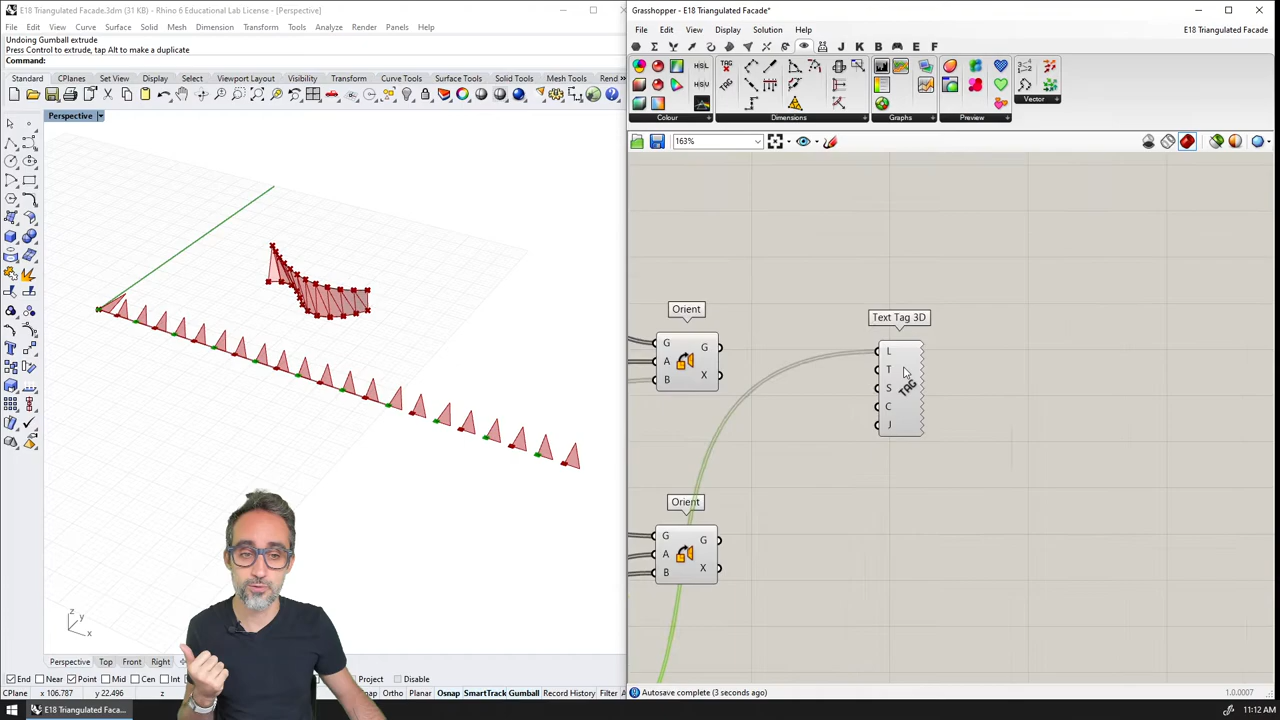 E18 Triangulated Facade.3dm (31 KB) - Rhino 6 Educational Lab License - [Perspective]
File Edit View Curve Surface Solid Mesh Dimension Transform Tools Analyze Render Panels Help
Undoing Gumball extrude
Press Control to extrude, tap Alt to make a duplicate
Command:
Standard CPlanes Set View Display Select Viewport Layout Visibility Transform Curve Tools Surface Tools Solid Tools Mesh Tools Rend »
Perspective
z
y
x
Perspective Top Front Right
End Near Point Mid Cen Int Project Disable
CPlane x 106.787 y 22.496 z Snap Ortho Planar Osnap SmartTrack Gumball Record History Filter
E18 Triangulated Faca...
Grasshopper - E18 Triangulated Facade*
File Edit View Display Solution Help
E18 Triangulated Facade*
J K B E F
HSL
HSV
TAG
TAG
Colour Dimensions Graphs Preview Vector
163%
Orient
G
A
B
G
X
Text Tag 3D
L
T
S
C
J
TAG
Orient
G
A
B
G
X
Autosave complete (3 seconds ago)
1.0.0007
11:12 AM